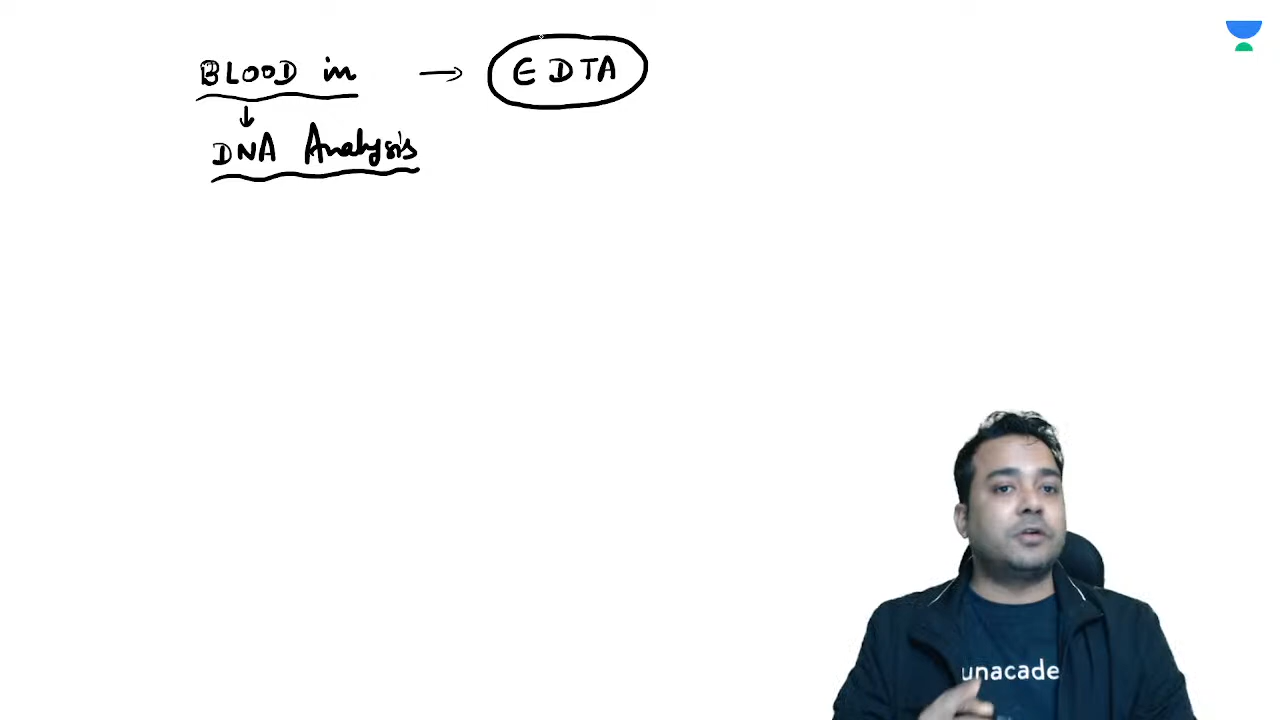 BLOOD in → EDTA
↓
DNA Analysis
unacade